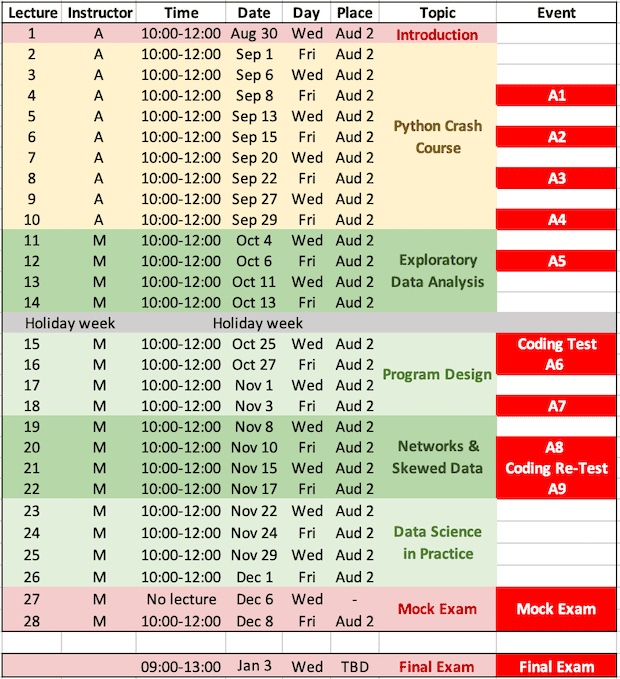 Lecture Instructor Time Date Day Place Topic Event
1 A 10:00-12:00 Aug 30 Wed Aud 2 Introduction
2 A 10:00-12:00 Sep 1 Fri Aud 2
3 A 10:00-12:00 Sep 6 Wed Aud 2
4 A 10:00-12:00 Sep 8 Fri Aud 2 A1
5 A 10:00-12:00 Sep 13 Wed Aud 2
Python Crash
6 A 10:00-12:00 Sep 15 Fri Aud 2 A2
Course
7 A 10:00-12:00 Sep 20 Wed Aud 2
8 A 10:00-12:00 Sep 22 Fri Aud 2 A3
9 A 10:00-12:00 Sep 27 Wed Aud 2
10 A 10:00-12:00 Sep 29 Fri Aud 2 A4
11 M 10:00-12:00 Oct 4 Wed Aud 2
12 M 10:00-12:00 Oct 6 Fri Aud 2 Exploratory A5
13 M 10:00-12:00 Oct 11 Wed Aud 2 Data Analysis
14 M 10:00-12:00 Oct 13 Fri Aud 2
Holiday week Holiday week
15 M 10:00-12:00 Oct 25 Wed Aud 2 Coding Test
16 M 10:00-12:00 Oct 27 Fri Aud 2 A6
Program Design
17 M 10:00-12:00 Nov 1 Wed Aud 2
18 M 10:00-12:00 Nov 3 Fri Aud 2 A7
19 M 10:00-12:00 Nov 8 Wed Aud 2
20 M 10:00-12:00 Nov 10 Fri Aud 2 Networks & A8
21 M 10:00-12:00 Nov 15 Wed Aud 2 Skewed Data Coding Re-Test
22 M 10:00-12:00 Nov 17 Fri Aud 2 A9
23 M 10:00-12:00 Nov 22 Wed Aud 2
24 M 10:00-12:00 Nov 24 Fri Aud 2 Data Science
25 M 10:00-12:00 Nov 29 Wed Aud 2 in Practice
26 M 10:00-12:00 Dec 1 Fri Aud 2
27 M No lecture Dec 6 Wed -
Mock Exam Mock Exam
28 M 10:00-12:00 Dec 8 Fri Aud 2
09:00-13:00 Jan 3 Wed TBD Final Exam Final Exam